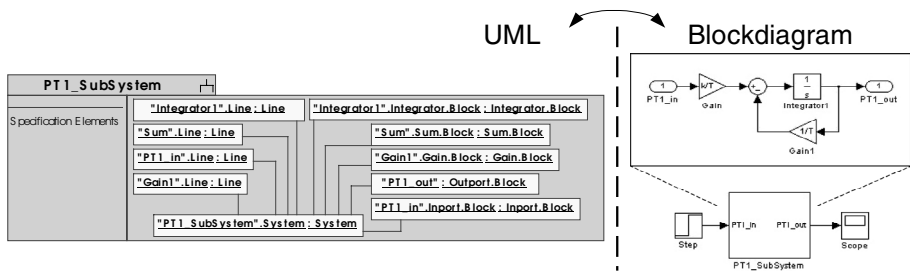 UML
Blockdiagram
PT1_SubSystem
Specification Elements
"Integrator1".Line : Line
"Integrator1".Integrator.Block : Integrator.Block
"Sum".Line : Line
"Sum".Sum.Block : Sum.Block
"PT1_in".Line : Line
"Gain1".Gain.Block : Gain.Block
"Gain1".Line : Line
"PT1_out" : Outport.Block
"PT1_in".Inport.Block : Inport.Block
"PT1_SubSystem".System : System
1
PT1_in
k/T
Gain
+
-
1
s
Integrator1
1
PT1_out
1/T
Gain1
Step
PT1_in
PT1_out
PT1_SubSystem
Scope